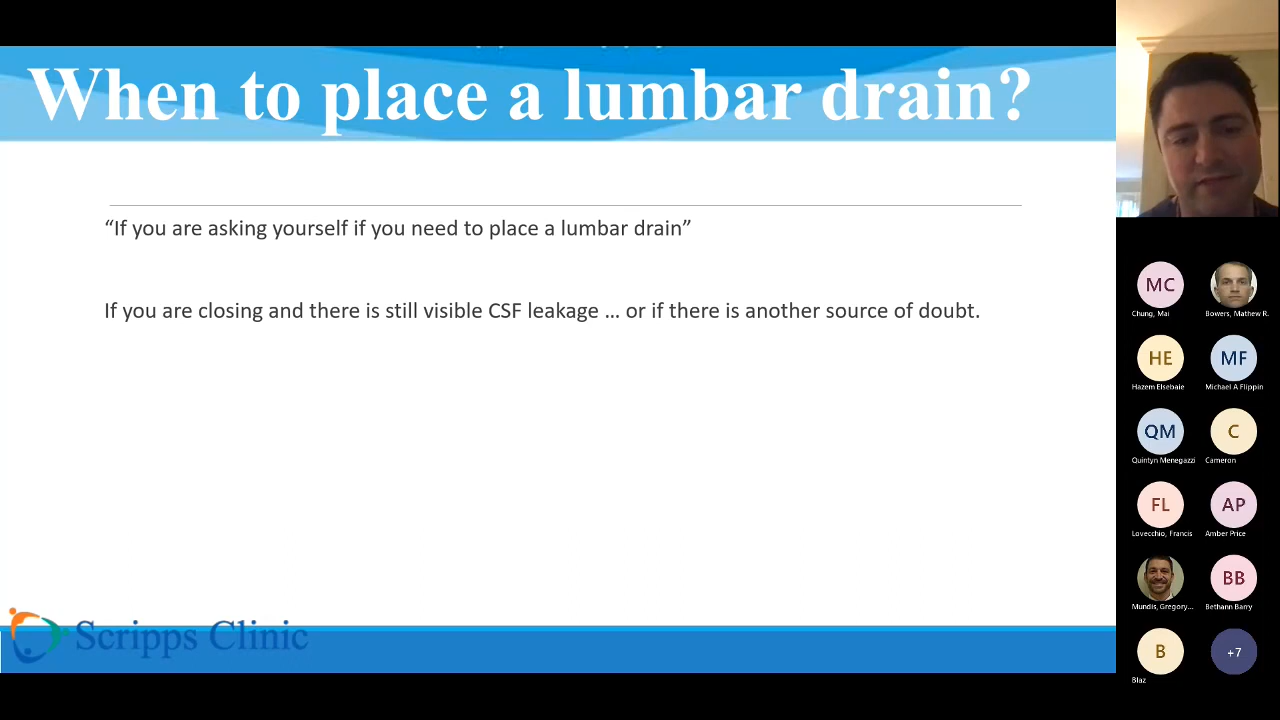 When to place a lumbar drain?
“If you are asking yourself if you need to place a lumbar drain”
If you are closing and there is still visible CSF leakage ... or if there is another source of doubt.
Scripps Clinic
MC
Chung, Mai
Bowers, Mathew R.
HE
Hazem Elsebaie
MF
Michael A Flippin
QM
Quintyn Menegazzi
C
Cameron
FL
Lovecchio, Francis
AP
Amber Price
Mundis, Gregory...
BB
Bethann Barry
B
Blaz
+7